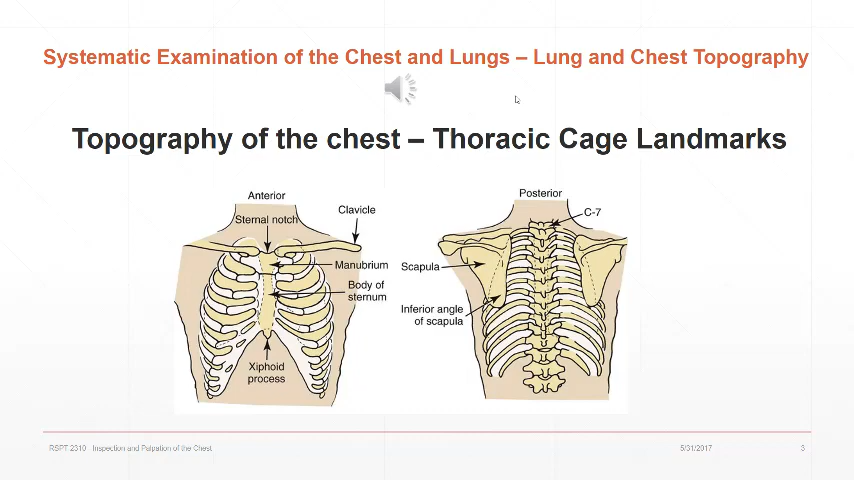 Systematic Examination of the Chest and Lungs – Lung and Chest Topography
Topography of the chest – Thoracic Cage Landmarks
Anterior
Sternal notch
Clavicle
Manubrium
Body of
sternum
Xiphoid
process
Posterior
C-7
Scapula
Inferior angle
of scapula
RSPT 2310 Inspection and Palpation of the Chest
5/31/2017
3